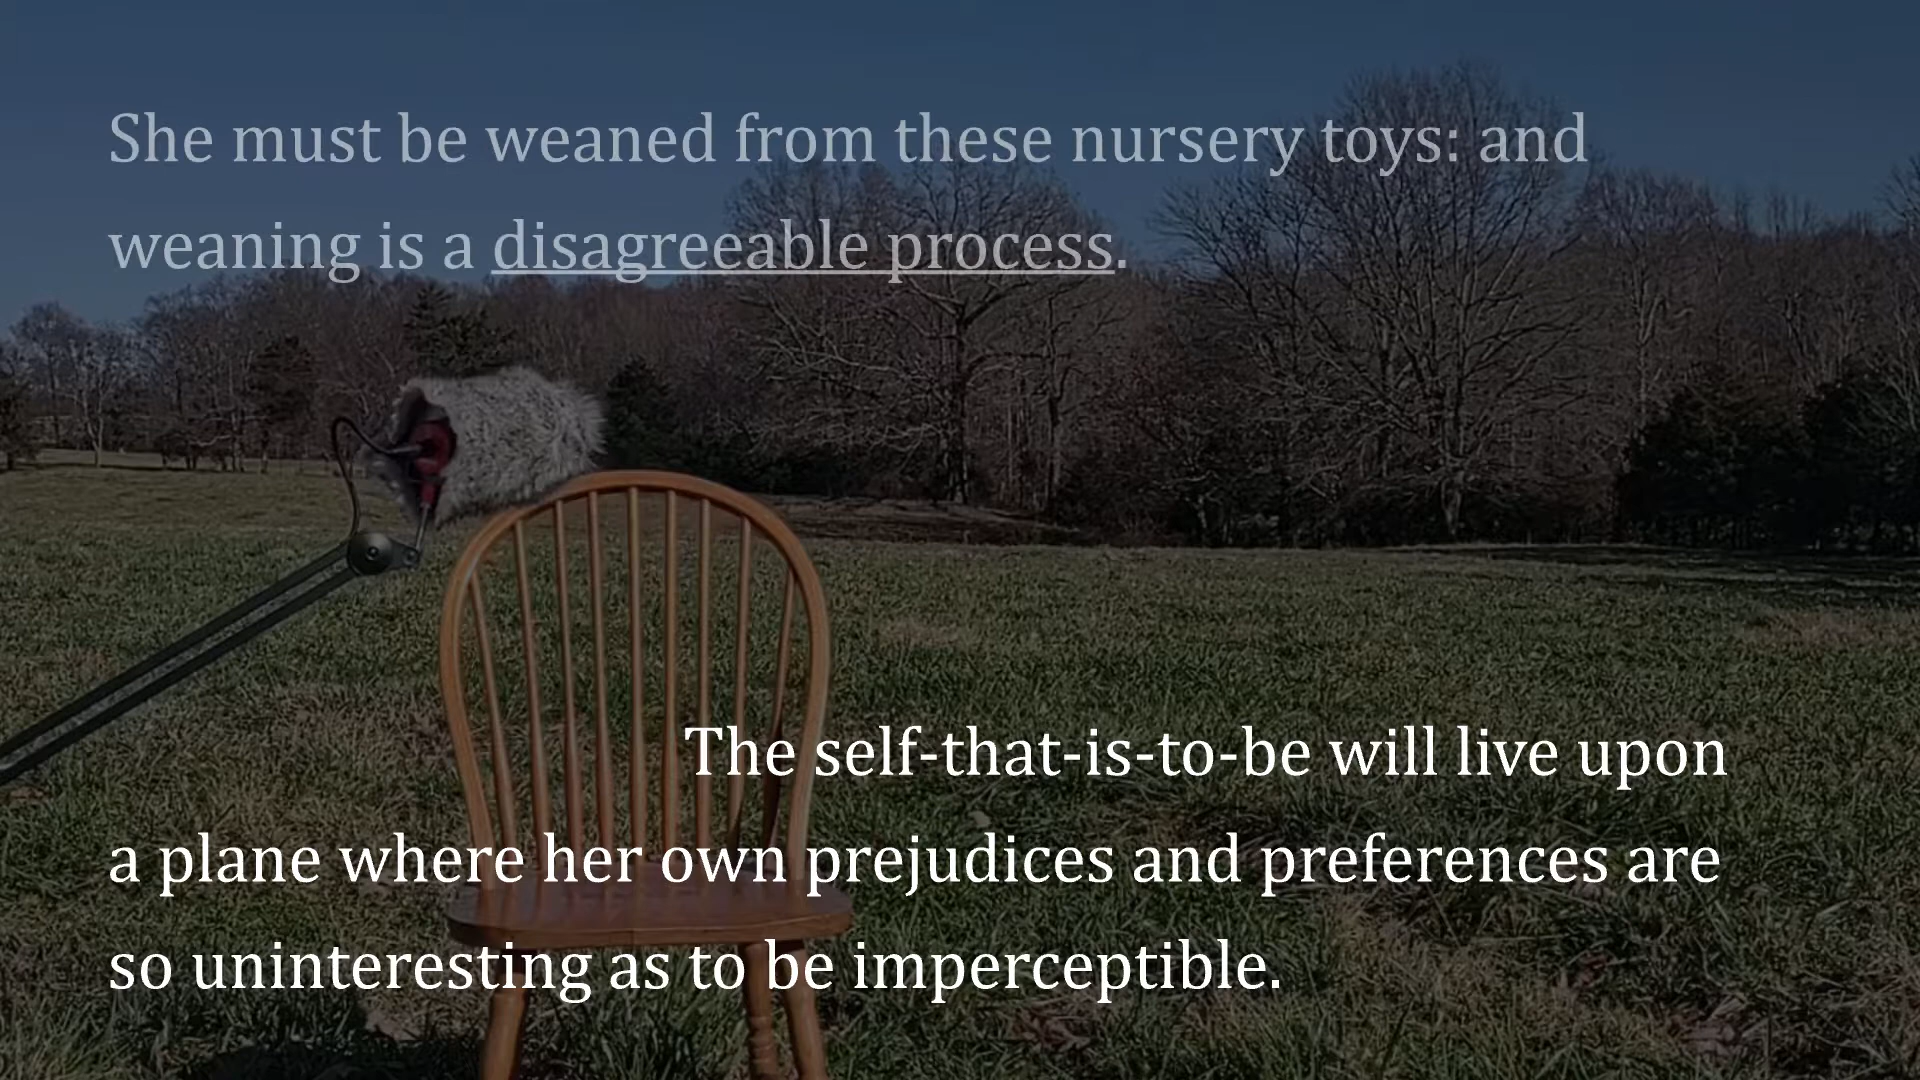 She must be weaned from these nursery toys: and
weaning is a disagreeable process.
The self-that-is-to-be will live upon
a plane where her own prejudices and preferences are
so uninteresting as to be imperceptible.